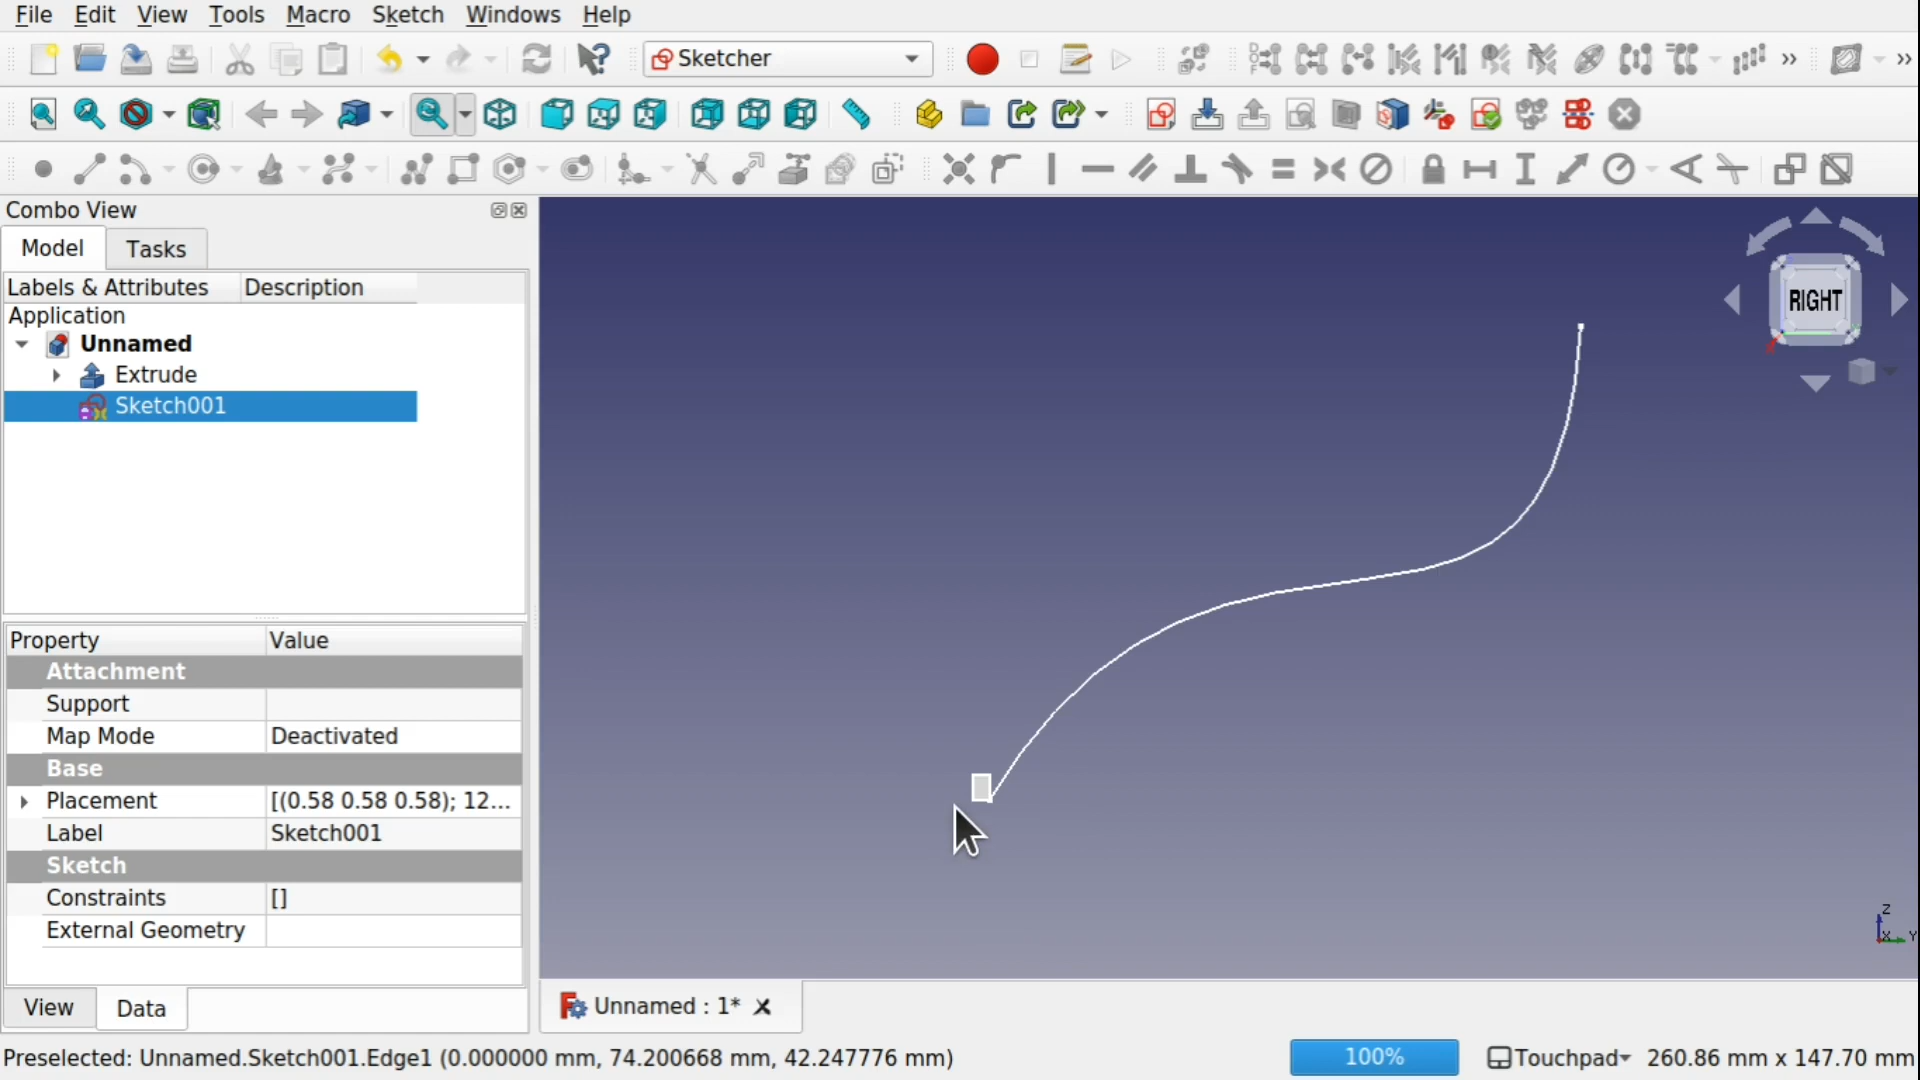 File Edit View Tools Macro Sketch Windows Help
Sketcher
Combo View
Model Tasks
Labels & Attributes Description
Application
Unnamed
Extrude
Sketch001
RIGHT
Property Value
Attachment
Support
Map Mode Deactivated
Base
Placement [(0.58 0.58 0.58); 12...
Label Sketch001
Sketch
Constraints []
External Geometry
Z
X Y
View Data
Unnamed : 1*
Preselected: Unnamed.Sketch001.Edge1 (0.000000 mm, 74.200668 mm, 42.247776 mm)
100% Touchpad 260.86 mm x 147.70 mm